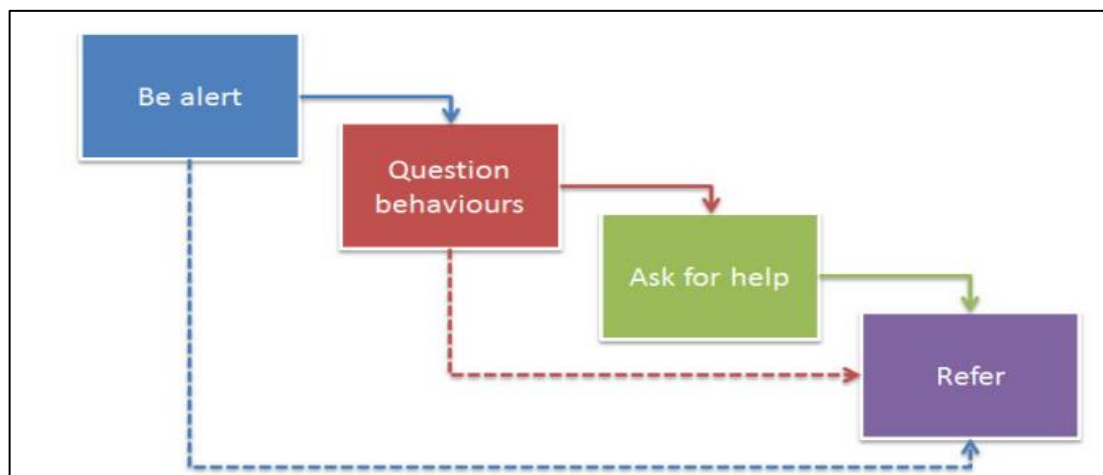 Be alert
Question
behaviours
Ask for help
Refer